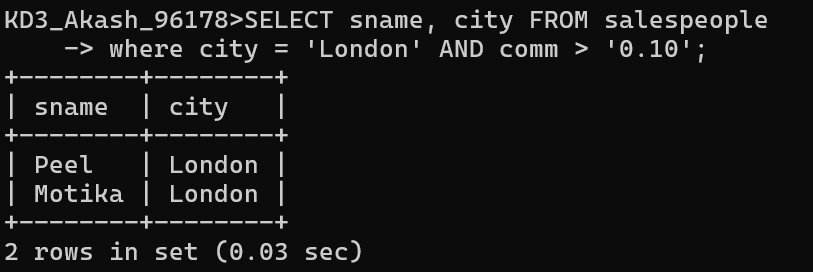 KD3_Akash_96178>SELECT sname, city FROM salespeople
    -> where city = 'London' AND comm > '0.10';
+--------+--------+
| sname  | city   |
+--------+--------+
| Peel   | London |
| Motika | London |
+--------+--------+
2 rows in set (0.03 sec)